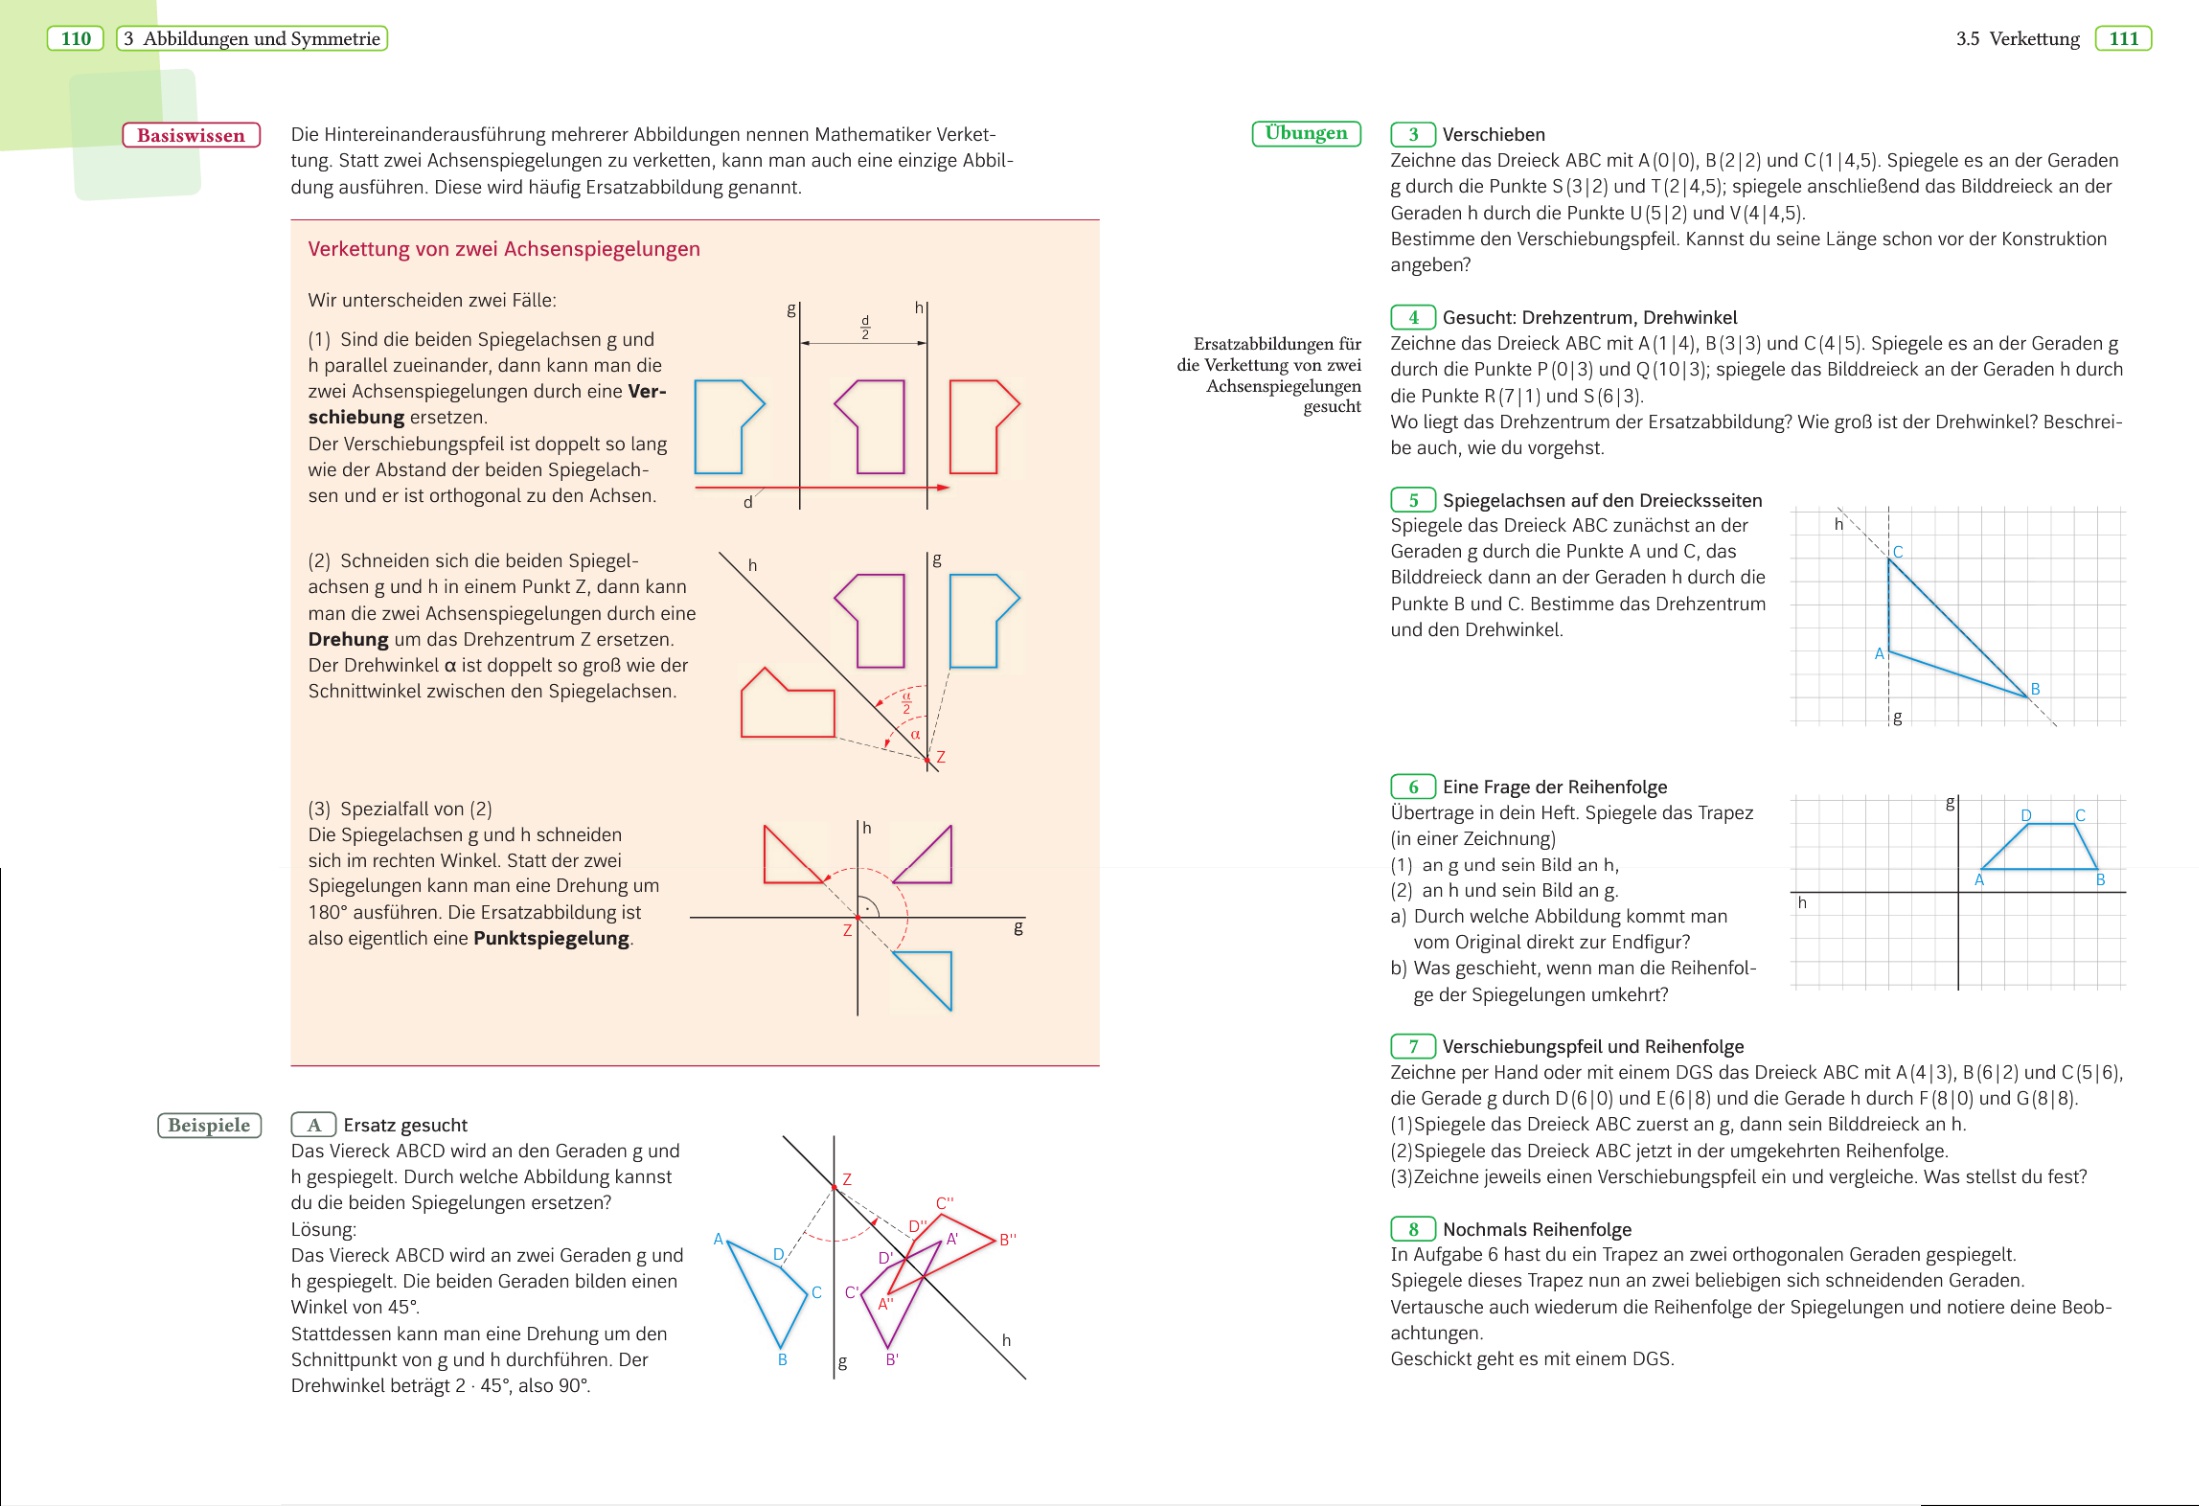 110 3 Abbildungen und Symmetrie
Basiswissen
Die Hintereinanderausführung mehrerer Abbildungen nennen Mathematiker Verket-
tung. Statt zwei Achsenspiegelungen zu verketten, kann man auch eine einzige Abbil-
dung ausführen. Diese wird häufig Ersatzabbildung genannt.
Verkettung von zwei Achsenspiegelungen
Wir unterscheiden zwei Fälle:
(1) Sind die beiden Spiegelachsen g und
h parallel zueinander, dann kann man die
zwei Achsenspiegelungen durch eine Ver-
schiebung ersetzen.
Der Verschiebungspfeil ist doppelt so lang
wie der Abstand der beiden Spiegelach-
sen und er ist orthogonal zu den Achsen.
g
h
d/2
d
(2) Schneiden sich die beiden Spiegel-
achsen g und h in einem Punkt Z, dann kann
man die zwei Achsenspiegelungen durch eine
Drehung um das Drehzentrum Z ersetzen.
Der Drehwinkel α ist doppelt so groß wie der
Schnittwinkel zwischen den Spiegelachsen.
h
g
α/2
α
Z
(3) Spezialfall von (2)
Die Spiegelachsen g und h schneiden
sich im rechten Winkel. Statt der zwei
Spiegelungen kann man eine Drehung um
180° ausführen. Die Ersatzabbildung ist
also eigentlich eine Punktspiegelung.
h
Z
g
Beispiele
A Ersatz gesucht
Das Viereck ABCD wird an den Geraden g und
h gespiegelt. Durch welche Abbildung kannst
du die beiden Spiegelungen ersetzen?
Lösung:
Das Viereck ABCD wird an zwei Geraden g und
h gespiegelt. Die beiden Geraden bilden einen
Winkel von 45°.
Stattdessen kann man eine Drehung um den
Schnittpunkt von g und h durchführen. Der
Drehwinkel beträgt 2 · 45°, also 90°.
Z
C''
D''
B''
A
D
D'
A'
C
C'
A''
h
B
g
B'
3.5 Verkettung 111
Übungen
3 Verschieben
Zeichne das Dreieck ABC mit A(0|0), B(2|2) und C(1|4,5). Spiegele es an der Geraden
g durch die Punkte S(3|2) und T(2|4,5); spiegele anschließend das Bilddreieck an der
Geraden h durch die Punkte U(5|2) und V(4|4,5).
Bestimme den Verschiebungspfeil. Kannst du seine Länge schon vor der Konstruktion
angeben?
Ersatzabbildungen für
die Verkettung von zwei
Achsenspiegelungen
gesucht
4 Gesucht: Drehzentrum, Drehwinkel
Zeichne das Dreieck ABC mit A(1|4), B(3|3) und C(4|5). Spiegele es an der Geraden g
durch die Punkte P(0|3) und Q(10|3); spiegele das Bilddreieck an der Geraden h durch
die Punkte R(7|1) und S(6|3).
Wo liegt das Drehzentrum der Ersatzabbildung? Wie groß ist der Drehwinkel? Beschrei-
be auch, wie du vorgehst.
5 Spiegelachsen auf den Dreiecksseiten
Spiegele das Dreieck ABC zunächst an der
Geraden g durch die Punkte A und C, das
Bilddreieck dann an der Geraden h durch die
Punkte B und C. Bestimme das Drehzentrum
und den Drehwinkel.
h
C
A
B
g
6 Eine Frage der Reihenfolge
Übertrage in dein Heft. Spiegele das Trapez
(in einer Zeichnung)
(1) an g und sein Bild an h,
(2) an h und sein Bild an g.
a) Durch welche Abbildung kommt man
vom Original direkt zur Endfigur?
b) Was geschieht, wenn man die Reihenfol-
ge der Spiegelungen umkehrt?
g
D
C
A
B
h
7 Verschiebungspfeil und Reihenfolge
Zeichne per Hand oder mit einem DGS das Dreieck ABC mit A(4|3), B(6|2) und C(5|6),
die Gerade g durch D(6|0) und E(6|8) und die Gerade h durch F(8|0) und G(8|8).
(1)Spiegele das Dreieck ABC zuerst an g, dann sein Bilddreieck an h.
(2)Spiegele das Dreieck ABC jetzt in der umgekehrten Reihenfolge.
(3)Zeichne jeweils einen Verschiebungspfeil ein und vergleiche. Was stellst du fest?
8 Nochmals Reihenfolge
In Aufgabe 6 hast du ein Trapez an zwei orthogonalen Geraden gespiegelt.
Spiegele dieses Trapez nun an zwei beliebigen sich schneidenden Geraden.
Vertausche auch wiederum die Reihenfolge der Spiegelungen und notiere deine Beob-
achtungen.
Geschickt geht es mit einem DGS.